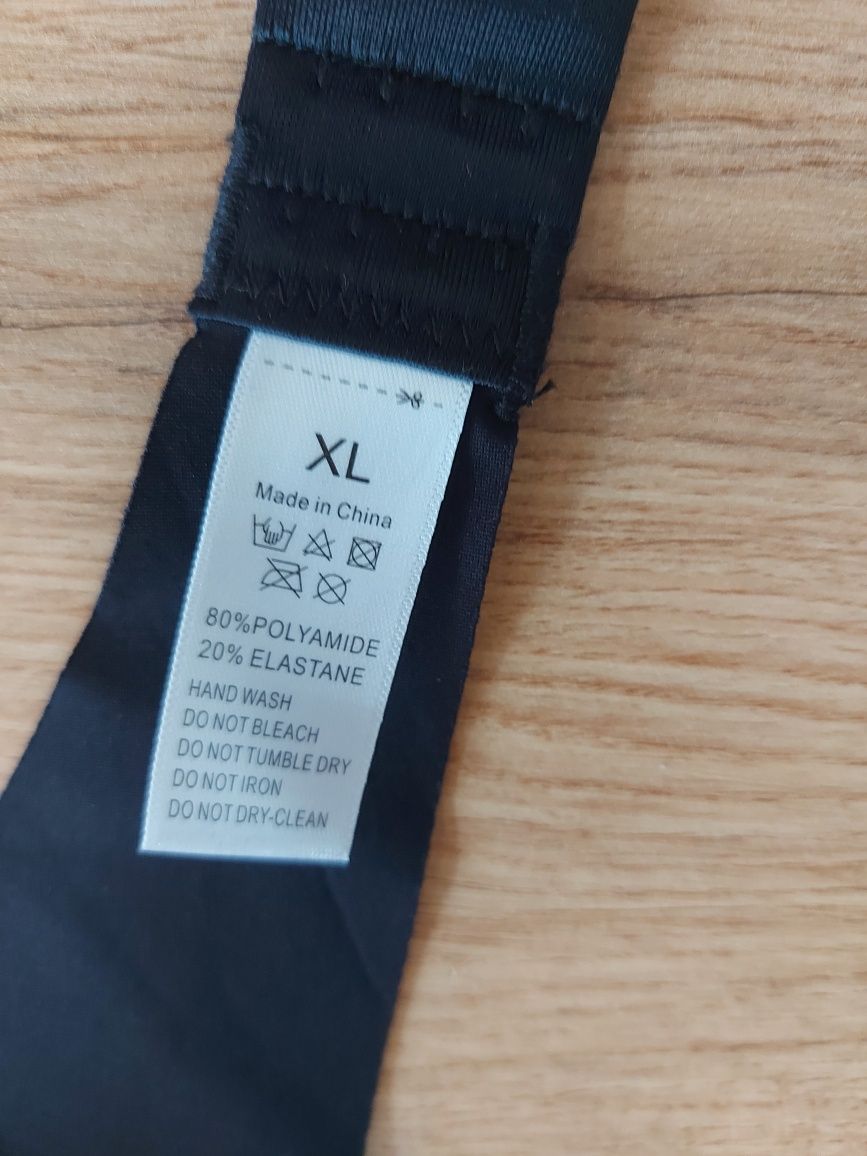 XL
Made in China
80%POLYAMIDE
20% ELASTANE
HAND WASH
DO NOT BLEACH
DO NOT TUMBLE DRY
DO NOT IRON
DO NOT DRY-CLEAN